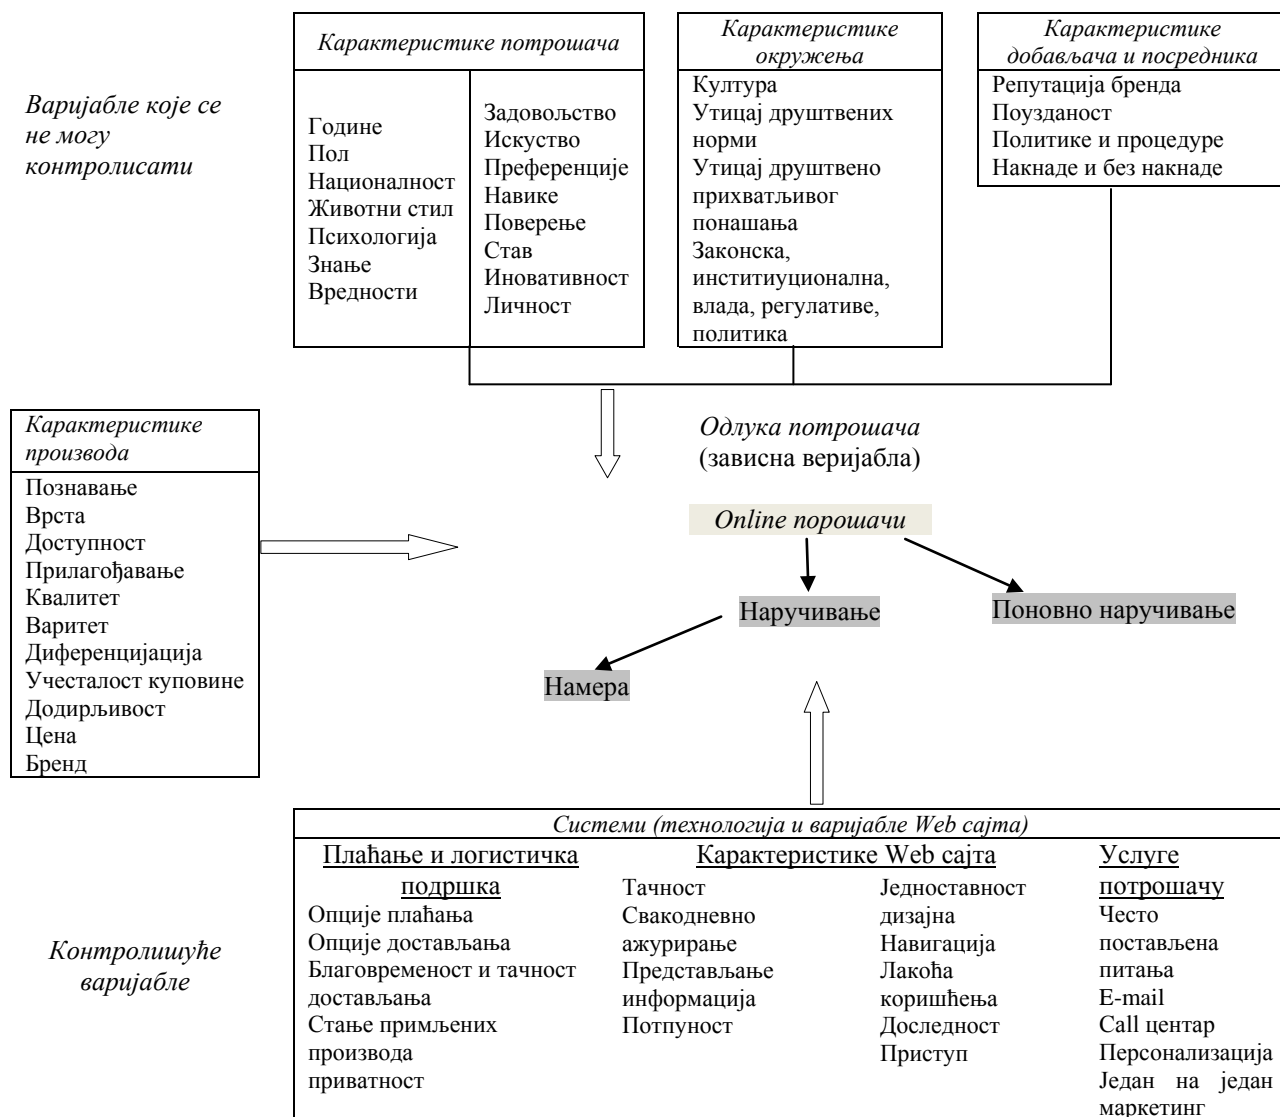 Варијабле које се
не могу
контролисати
Карактеристике потрошача
Године
Пол
Националност
Животни стил
Психологија
Знање
Вредности
Задовољство
Искуство
Преференције
Навике
Поверење
Став
Иновативност
Личност
Карактеристике
окружења
Култура
Утицај друштвених
норми
Утицај друштвено
прихватљивог
понашања
Законска,
институционална,
влада, регулативе,
политика
Карактеристике
добављача и посредника
Репутација бренда
Поузданост
Политике и процедуре
Накнаде и без накнаде
Карактеристике
производа
Познавање
Врста
Доступност
Прилагођавање
Квалитет
Варитет
Диференцијација
Учесталост куповине
Додирљивост
Цена
Бренд
Одлука потрошача
(зависна веријабла)
Online порошачи
Наручивање
Поновно наручивање
Намера
Контролишуће
варијабле
Системи (технологија и варијабле Web сајта)
Плаћање и логистичка
подршка
Опције плаћања
Опције достављања
Благовременост и тачност
достављања
Стање примљених
производа
приватност
Карактеристике Web сајта
Тачност
Свакодневно
ажурирање
Представљање
информација
Потпуност
Једноставност
дизајна
Навигација
Лакоћа
коришћења
Доследност
Приступ
Услуге
потрошачу
Често
постављена
питања
E-mail
Call центар
Персонализација
Један на један
маркетинг